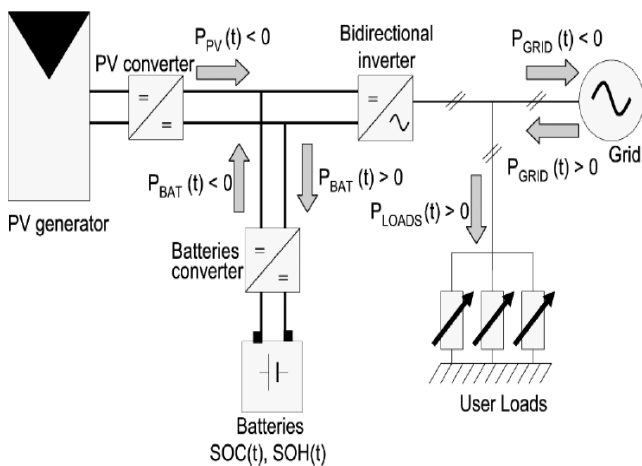 P_PV (t) < 0
PV converter
Bidirectional
inverter
P_GRID (t) < 0
=
=
=
Grid
P_GRID (t) > 0
P_BAT (t) < 0
P_BAT (t) > 0
P_LOADS (t) > 0
PV generator
Batteries
converter
=
=
User Loads
Batteries
SOC(t), SOH(t)